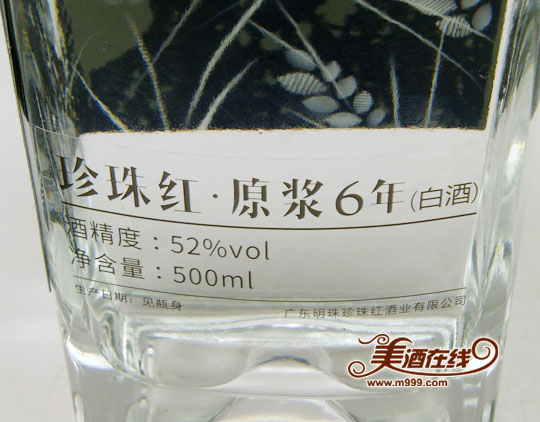 珍珠红·原浆6年(白酒)
酒精度：52%vol
净含量：500ml
生产日期：见瓶身
广东明珠珍珠红酒业有限公司
美酒在线
www.m999.com